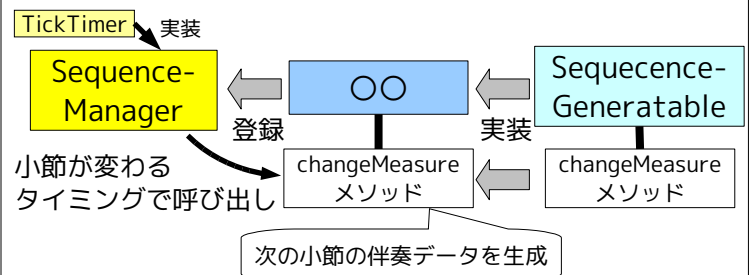 TickTimer
実装
Sequence-
Manager
登録
〇〇
実装
Sequecence-
Generatable
小節が変わる
タイミングで呼び出し
changeMeasure
メソッド
changeMeasure
メソッド
次の小節の伴奏データを生成